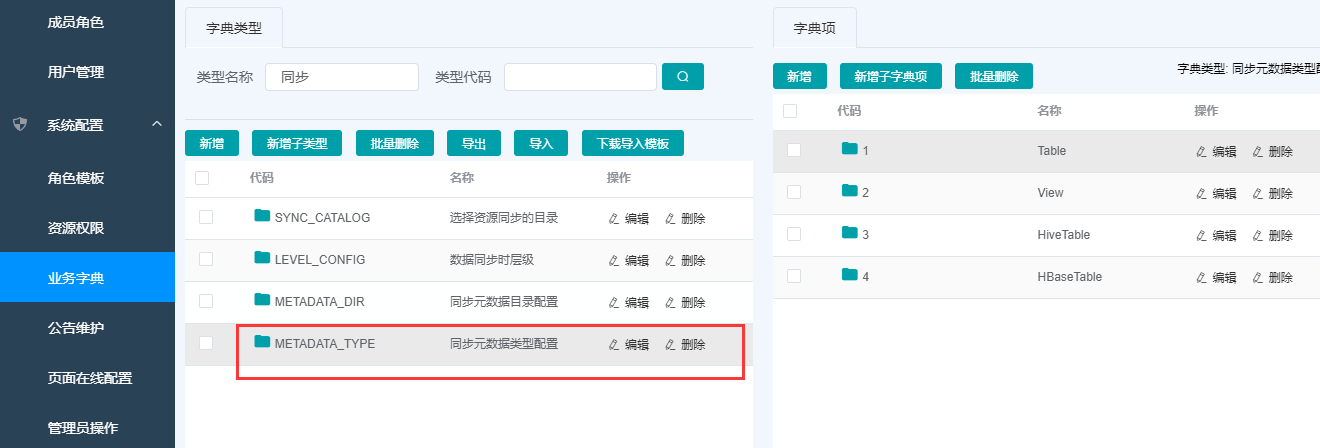 成员角色
用户管理
系统配置
角色模板
资源权限
业务字典
公告维护
页面在线配置
管理员操作
字典类型
类型名称 同步 类型代码
新增 新增子类型 批量删除 导出 导入 下载导入模板
代码 名称 操作
SYNC_CATALOG 选择资源同步的目录 编辑 删除
LEVEL_CONFIG 数据同步时层级 编辑 删除
METADATA_DIR 同步元数据目录配置 编辑 删除
METADATA_TYPE 同步元数据类型配置 编辑 删除
字典项
新增 新增子字典项 批量删除 字典类型: 同步元数据类型配
代码 名称 操作
1 Table 编辑 删除
2 View 编辑 删除
3 HiveTable 编辑 删除
4 HBaseTable 编辑 删除